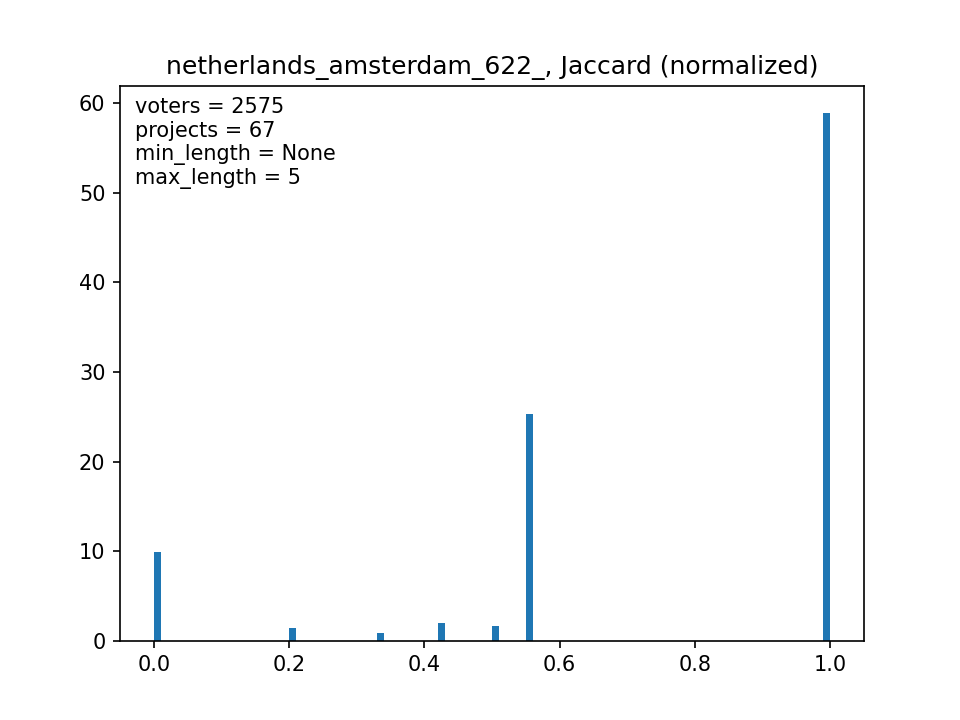 netherlands_amsterdam_622_, Jaccard (normalized)
voters = 2575
projects = 67
min_length = None
max_length = 5
60
50
40
30
20
10
0
0.0 0.2 0.4 0.6 0.8 1.0